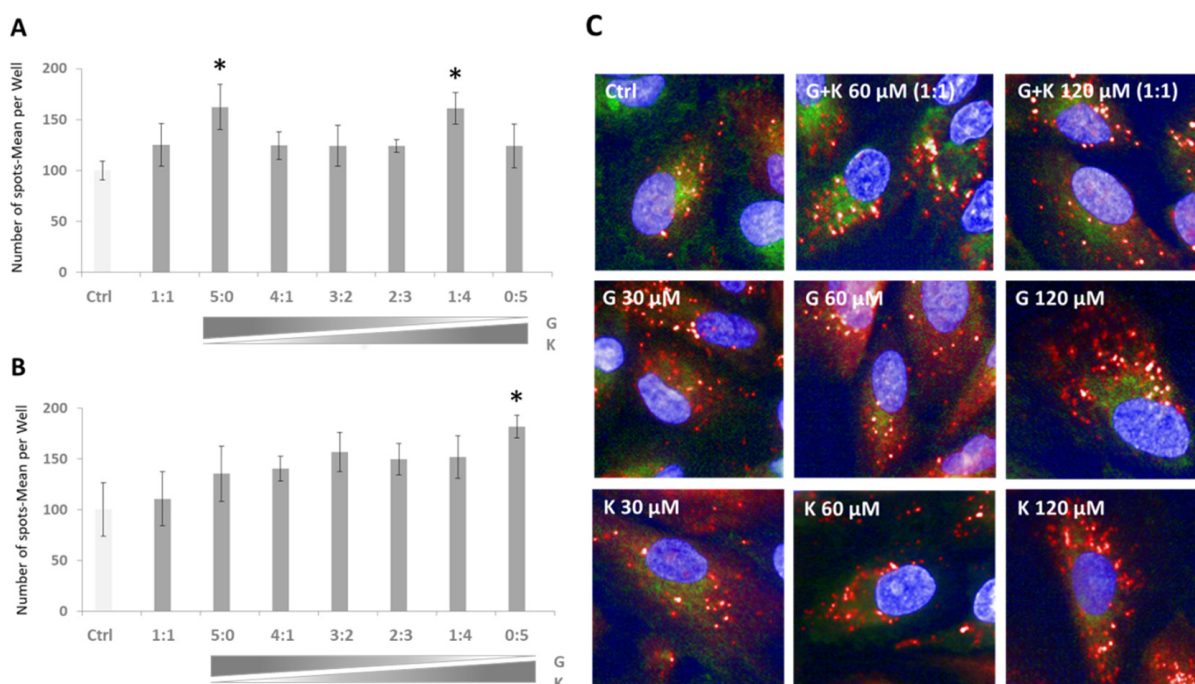 A
Number of spots-Mean per Well
200
150
100
50
0
*
*
Ctrl 1:1 5:0 4:1 3:2 2:3 1:4 0:5
G
K
B
Number of spots-Mean per Well
200
150
100
50
0
*
Ctrl 1:1 5:0 4:1 3:2 2:3 1:4 0:5
G
K
C
Ctrl
G+K 60 µM (1:1)
G+K 120 µM (1:1)
G 30 µM
G 60 µM
G 120 µM
K 30 µM
K 60 µM
K 120 µM